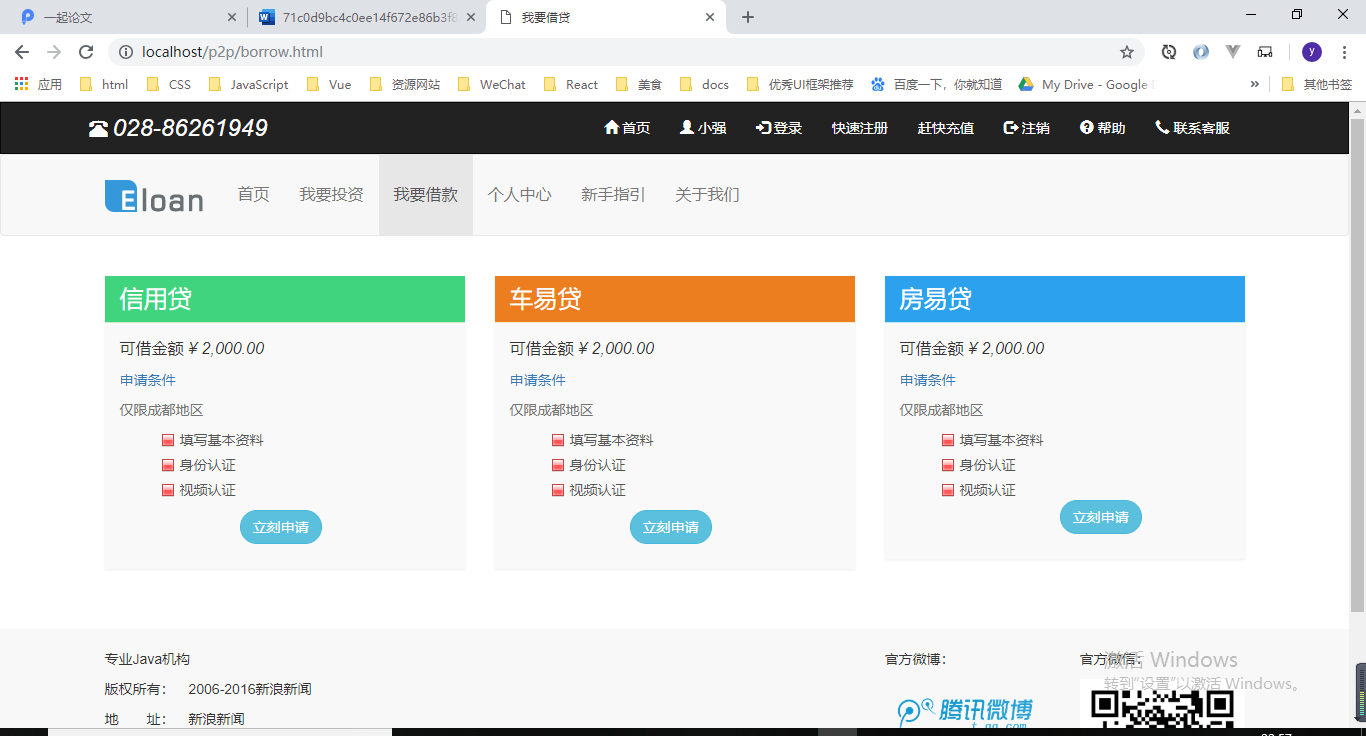 一起论文
71c0d9bc4c0ee14f672e86b3f8
我要借贷
localhost/p2p/borrow.html
y
应用 html CSS JavaScript Vue 资源网站 WeChat React 美食 docs 优秀UI框架推荐 百度一下，你就知道 My Drive - Google » 其他书签
028-86261949 首页 小强 登录 快速注册 赶快充值 注销 帮助 联系客服
Eloan 首页 我要投资 我要借款 个人中心 新手指引 关于我们
信用贷
可借金额 ¥ 2,000.00
申请条件
仅限成都地区
填写基本资料
身份认证
视频认证
立刻申请
车易贷
可借金额 ¥ 2,000.00
申请条件
仅限成都地区
填写基本资料
身份认证
视频认证
立刻申请
房易贷
可借金额 ¥ 2,000.00
申请条件
仅限成都地区
填写基本资料
身份认证
视频认证
立刻申请
专业Java机构
版权所有： 2006-2016新浪新闻
地 址： 新浪新闻
官方微博：
腾讯微博
t.qq.com
官方微信：
激活 Windows
转到"设置"以激活 Windows。